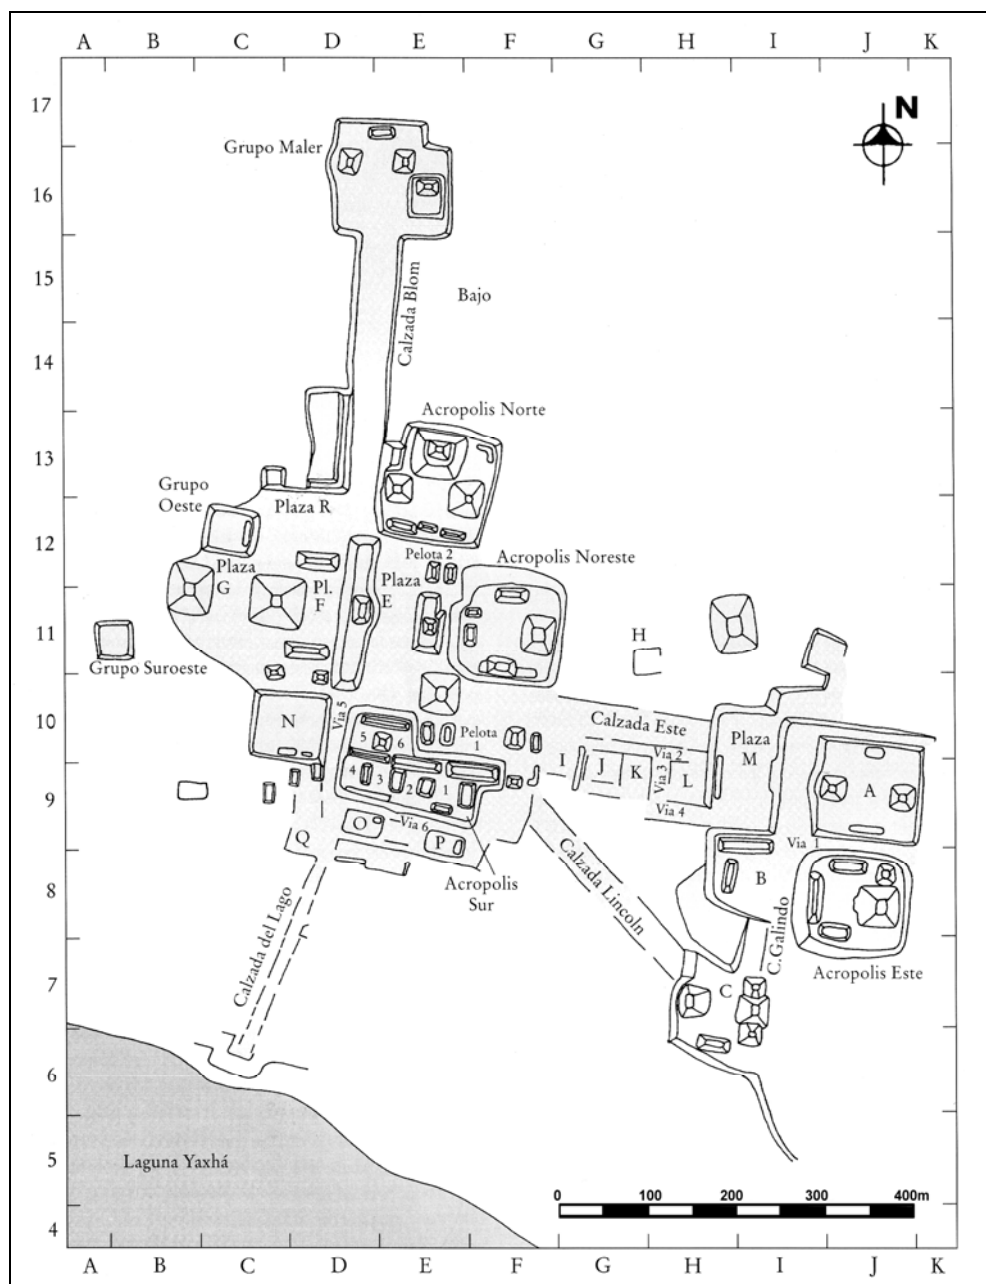 A B C D E F G H I J K
N
17
Grupo Maler
16
15
Bajo
Calzada Blom
14
Acropolis Norte
13
Grupo
Oeste
Plaza R
12
Pelota 2
Acropolis Noreste
Plaza
G
Pl.
F
Plaza
E
11
H
Grupo Suroeste
10
N
Via 5
5
6
Pelota
1
Calzada Este
Plaza
M
Via 2
I
J
K
Via 3
L
4
3
2
1
A
9
Via 4
O
Via 6
P
Q
Via 1
8
Acropolis
Sur
Calzada Lincoln
B
Calzada del Lago
C. Galindo
Acropolis Este
7
C
6
5
Laguna Yaxhá
0 100 200 300 400m
4
A B C D E F G H I J K